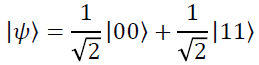 |ψ⟩ = 1/√2 |00⟩ + 1/√2 |11⟩